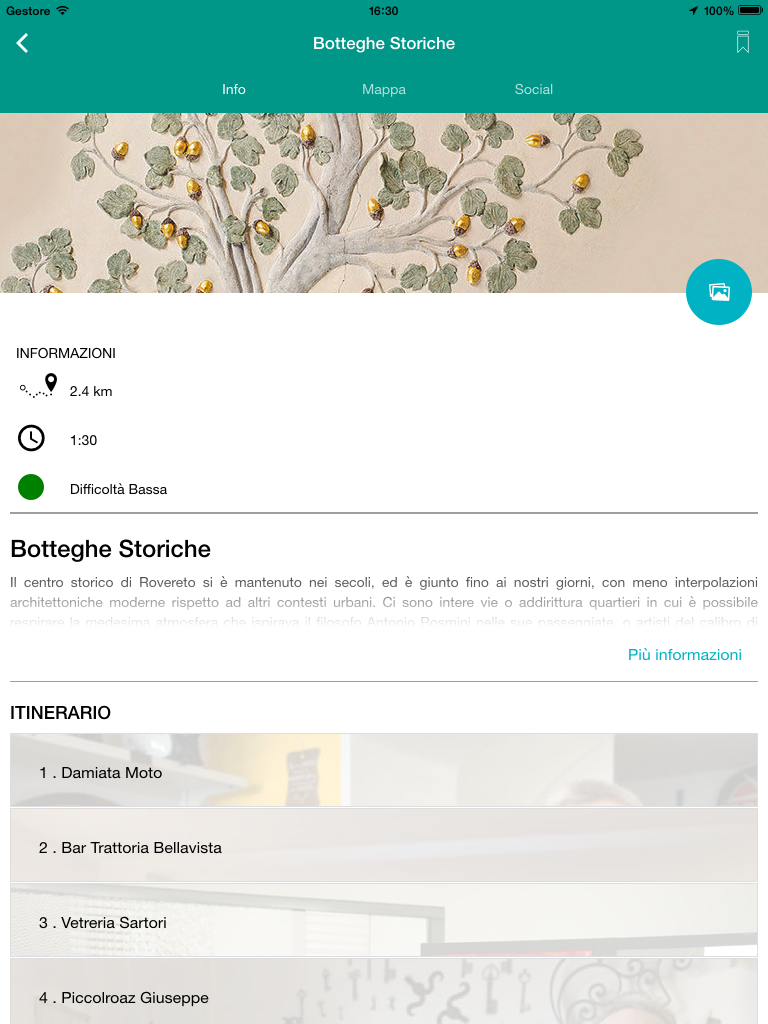 Gestore 16:30 100%
Botteghe Storiche
Info Mappa Social
INFORMAZIONI
2.4 km
1:30
Difficoltà Bassa
Botteghe Storiche
Il centro storico di Rovereto si è mantenuto nei secoli, ed è giunto fino ai nostri giorni, con meno interpolazioni
architettoniche moderne rispetto ad altri contesti urbani. Ci sono intere vie o addirittura quartieri in cui è possibile
respirare la medesima atmosfera che ispirava il filosofo Antonio Rosmini nelle sue passeggiate, o artisti del calibro di
Più informazioni
ITINERARIO
1 . Damiata Moto
2 . Bar Trattoria Bellavista
3 . Vetreria Sartori
4 . Piccolroaz Giuseppe